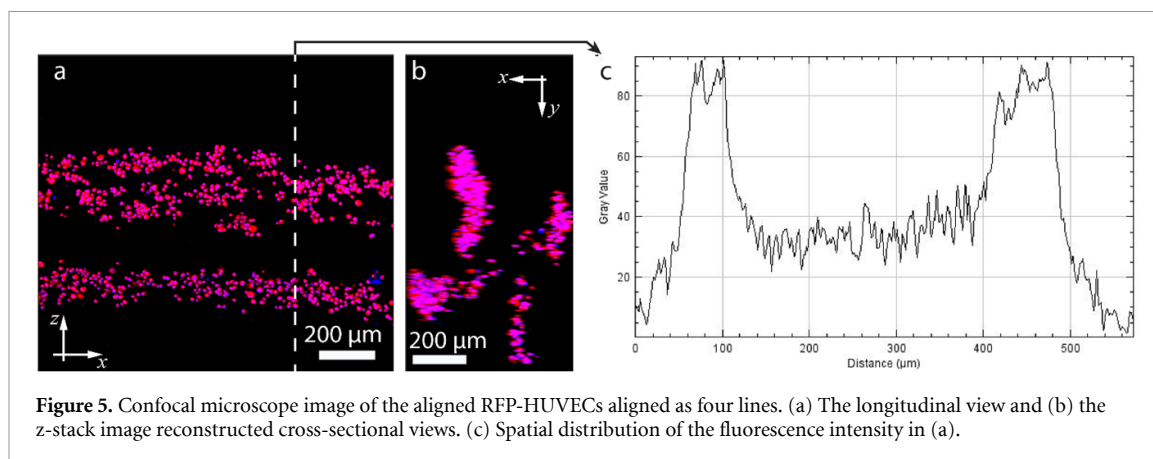 a
z
x
200 µm
b
x
y
200 µm
c
80
60
40
20
Gray Value
0
100
200
300
400
500
Distance (µm)
Figure 5. Confocal microscope image of the aligned RFP-HUVECs aligned as four lines. (a) The longitudinal view and (b) the
z-stack image reconstructed cross-sectional views. (c) Spatial distribution of the fluorescence intensity in (a).